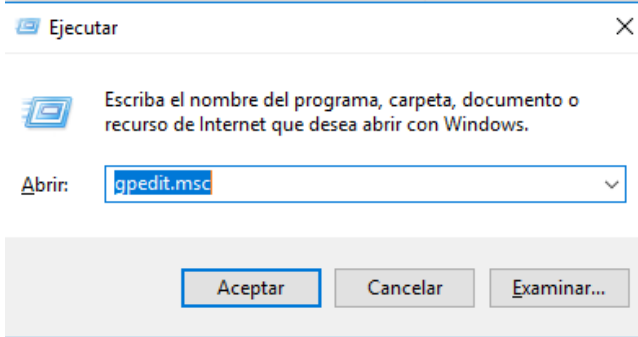 Ejecutar
Escriba el nombre del programa, carpeta, documento o
recurso de Internet que desea abrir con Windows.
Abrir: gpedit.msc
Aceptar Cancelar Examinar...